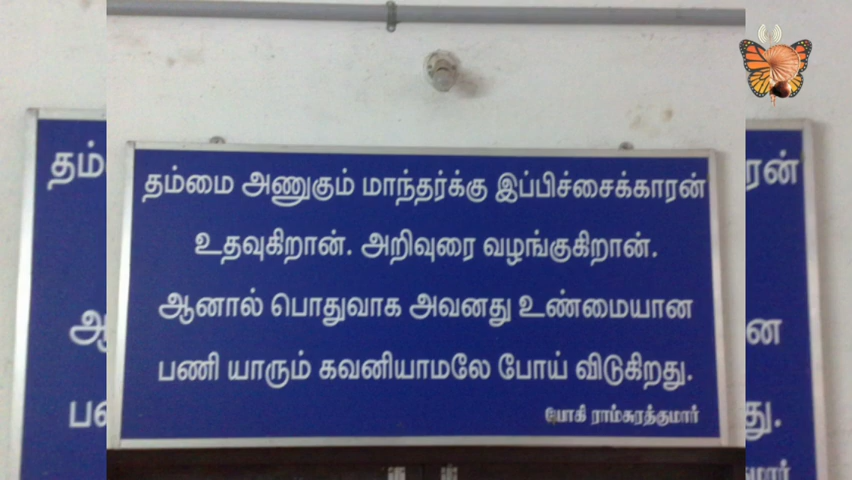 தம்மை அணுகும் மாந்தர்க்கு இப்பிச்சைக்காரன்
உதவுகிறான். அறிவுரை வழங்குகிறான்.
ஆனால் பொதுவாக அவனது உண்மையான
பணி யாரும் கவனியாமலே போய் விடுகிறது.
யோகி ராம்சுரத்குமார்